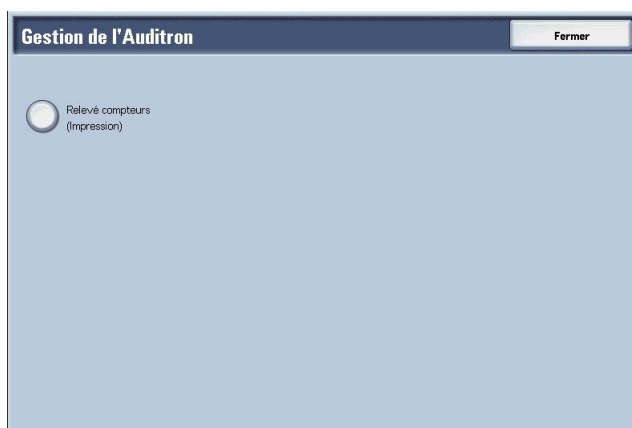 Gestion de l'Auditron
Fermer
Relevé compteurs
(Impression)